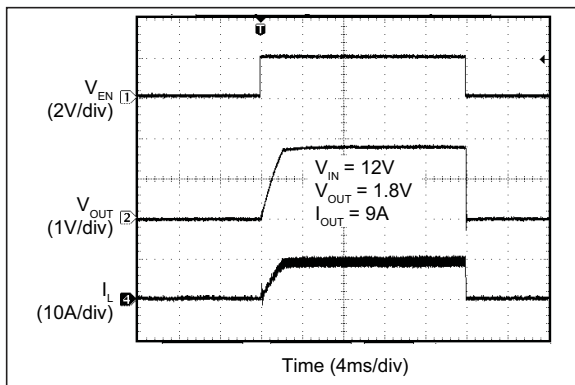 T
V_EN 1
(2V/div)
V_IN = 12V
V_OUT = 1.8V
I_OUT = 9A
V_OUT 2
(1V/div)
I_L 4
(10A/div)
Time (4ms/div)